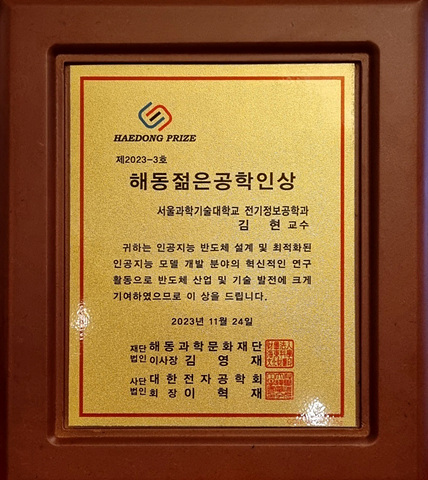 HAEDONG PRIZE
제2023-3호
해동젊은공학인상
서울과학기술대학교 전기정보공학과
김 현 교수
귀하는 인공지능 반도체 설계 및 최적화된
인공지능 모델 개발 분야의 혁신적인 연구
활동으로 반도체 산업 및 기술 발전에 크게
기여하였으므로 이 상을 드립니다.
2023년 11월 24일
재단법인 해동과학문화재단
이사장 김 영 재
사단법인 대한전자공학회
회 장 이 혁 재